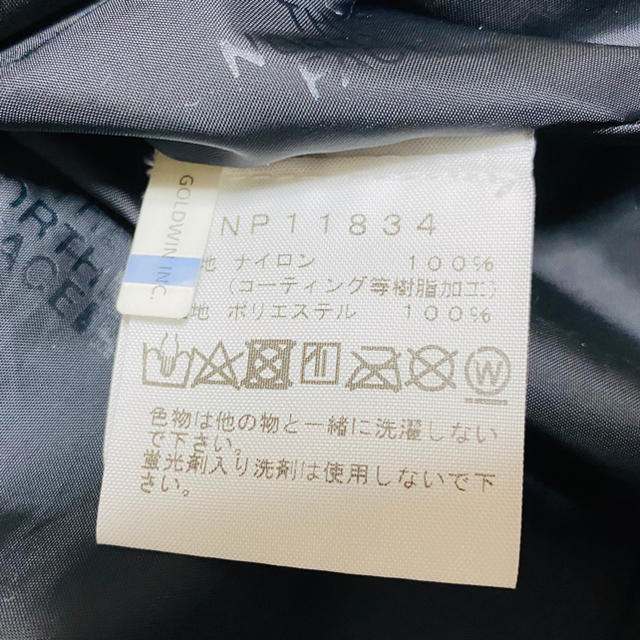 NORTH
FACE
GOLDWIN INC.
NP11834
地 ナイロン 100%
(コーティング等樹脂加工)
地 ポリエステル 100%
W
色物は他の物と一緒に洗濯しない
で下さい。
蛍光剤入り洗剤は使用しないで下
さい。